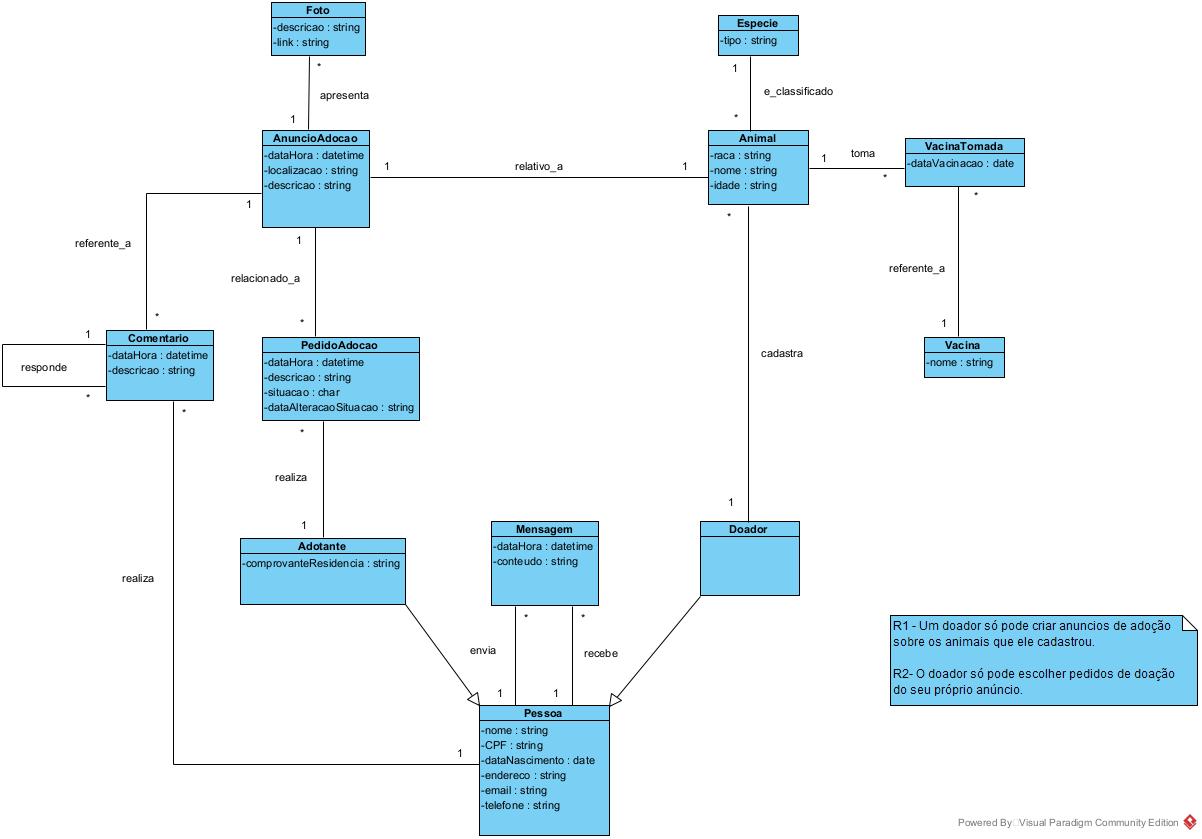 Foto
-descricao : string
-link : string
*
apresenta
1
Especie
-tipo : string
1
e_classificado
*
AnuncioAdocao
-dataHora : datetime
-localizacao : string
-descricao : string
1
relativo_a
1
Animal
-raca : string
-nome : string
-idade : string
1
toma
*
VacinaTomada
-dataVacinacao : date
*
referente_a
1
Vacina
-nome : string
1
referente_a
*
1
relacionado_a
*
*
cadastra
1
Comentario
-dataHora : datetime
-descricao : string
1
responde
*
*
PedidoAdocao
-dataHora : datetime
-descricao : string
-situacao : char
-dataAlteracaoSituacao : string
*
realiza
1
Adotante
-comprovanteResidencia : string
Mensagem
-dataHora : datetime
-conteudo : string
Doador
realiza
*
*
envia
recebe
1
1
1
Pessoa
-nome : string
-CPF : string
-dataNascimento : date
-endereco : string
-email : string
-telefone : string
R1 - Um doador só pode criar anuncios de adoção
sobre os animais que ele cadastrou.
R2- O doador só pode escolher pedidos de doação
do seu próprio anúncio.
Powered By Visual Paradigm Community Edition